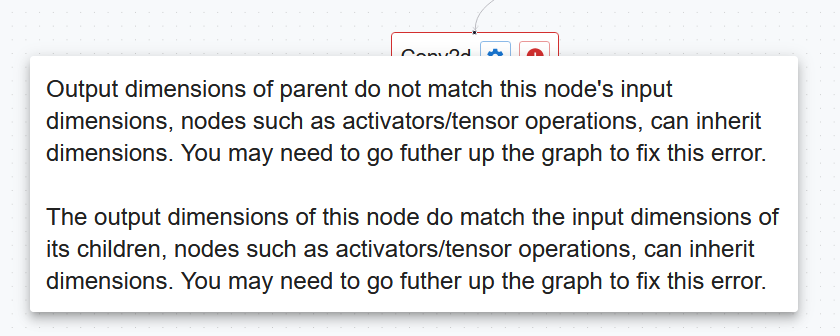 Conv2d
Output dimensions of parent do not match this node's input
dimensions, nodes such as activators/tensor operations, can inherit
dimensions. You may need to go futher up the graph to fix this error.
The output dimensions of this node do match the input dimensions of
its children, nodes such as activators/tensor operations, can inherit
dimensions. You may need to go futher up the graph to fix this error.